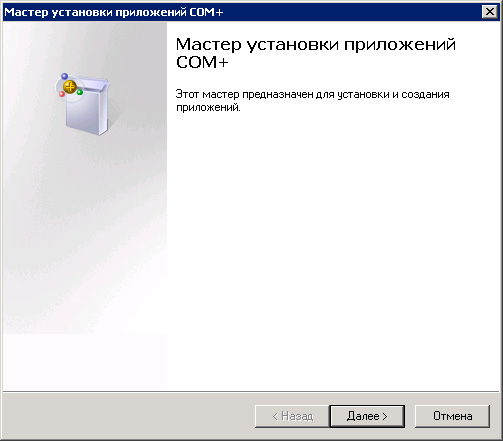 Мастер установки приложений COM+
Мастер установки приложений
COM+
Этот мастер предназначен для установки и создания
приложений.
< Назад
Далее >
Отмена